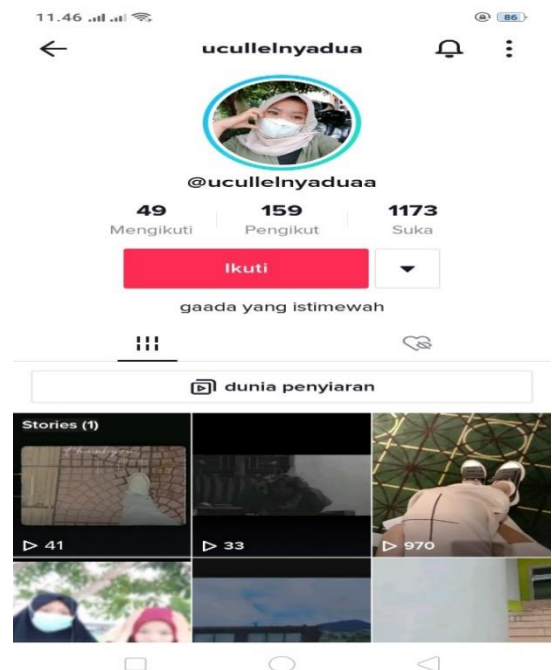 11.46
86
ucullelnyadua
@ucullelnyaduaa
49 159 1173
Mengikuti Pengikut Suka
Ikuti
gaada yang istimewah
dunia penyiaran
Stories (1)
41 33 970